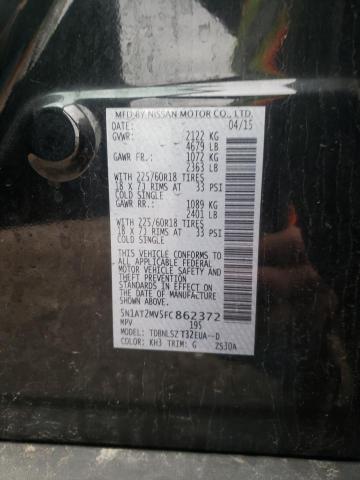 MFD BY NISSAN MOTOR CO., LTD.
DATE: 04/15
GVWR: 2122 KG
4679 LB
GAWR FR: 1072 KG
2363 LB
WITH 225/60R18 TIRES
18 X 7J RIMS AT 33 PSI
COLD SINGLE
GAWR RR: 1089 KG
2401 LB
WITH 225/60R18 TIRES
18 X 7J RIMS AT 33 PSI
COLD SINGLE
THIS VEHICLE CONFORMS TO ALL
APPLICABLE FEDERAL MOTOR
VEHICLE SAFETY AND BUMPER
STANDARDS IN EFFECT ON THE
DATE OF MANUFACTURE SHOWN
ABOVE.
5N1AT2MV5FC862372
MPV 195
MODEL: TDBNLSZ T32EUA--D
COLOR: KH3 TRIM: G ZS30A